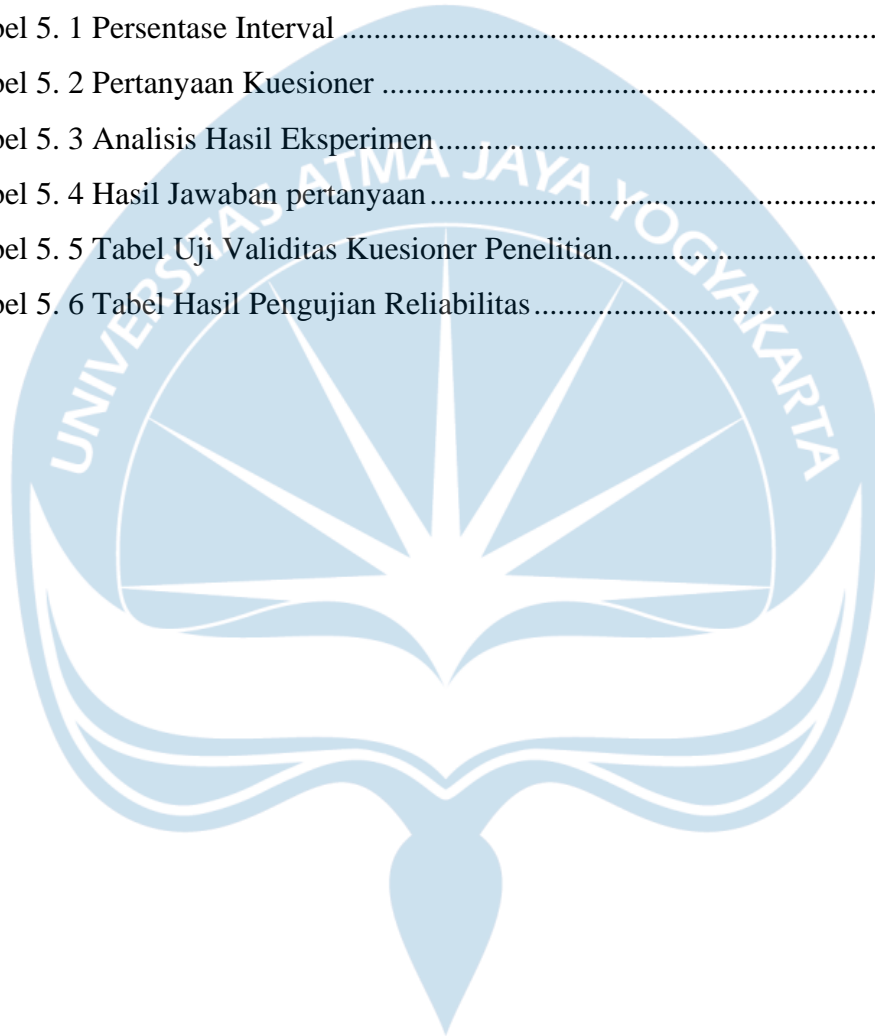 bel 5. 1 Persentase Interval ....................................................................
bel 5. 2 Pertanyaan Kuesioner ...............................................................
bel 5. 3 Analisis Hasil Eksperimen ........................................................
bel 5. 4 Hasil Jawaban pertanyaan .........................................................
bel 5. 5 Tabel Uji Validitas Kuesioner Penelitian .................................
bel 5. 6 Tabel Hasil Pengujian Reliabilitas ...........................................
UNIVERSITAS ATMA JAYA YOGYAKARTA